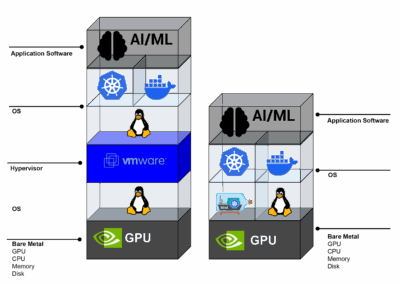 AI/ML
Application Software
OS
Hypervisor
vmware
OS
Bare Metal
GPU
CPU
Memory
Disk
GPU
AI/ML
Application Software
OS
GPU
Bare Metal
GPU
CPU
Memory
Disk